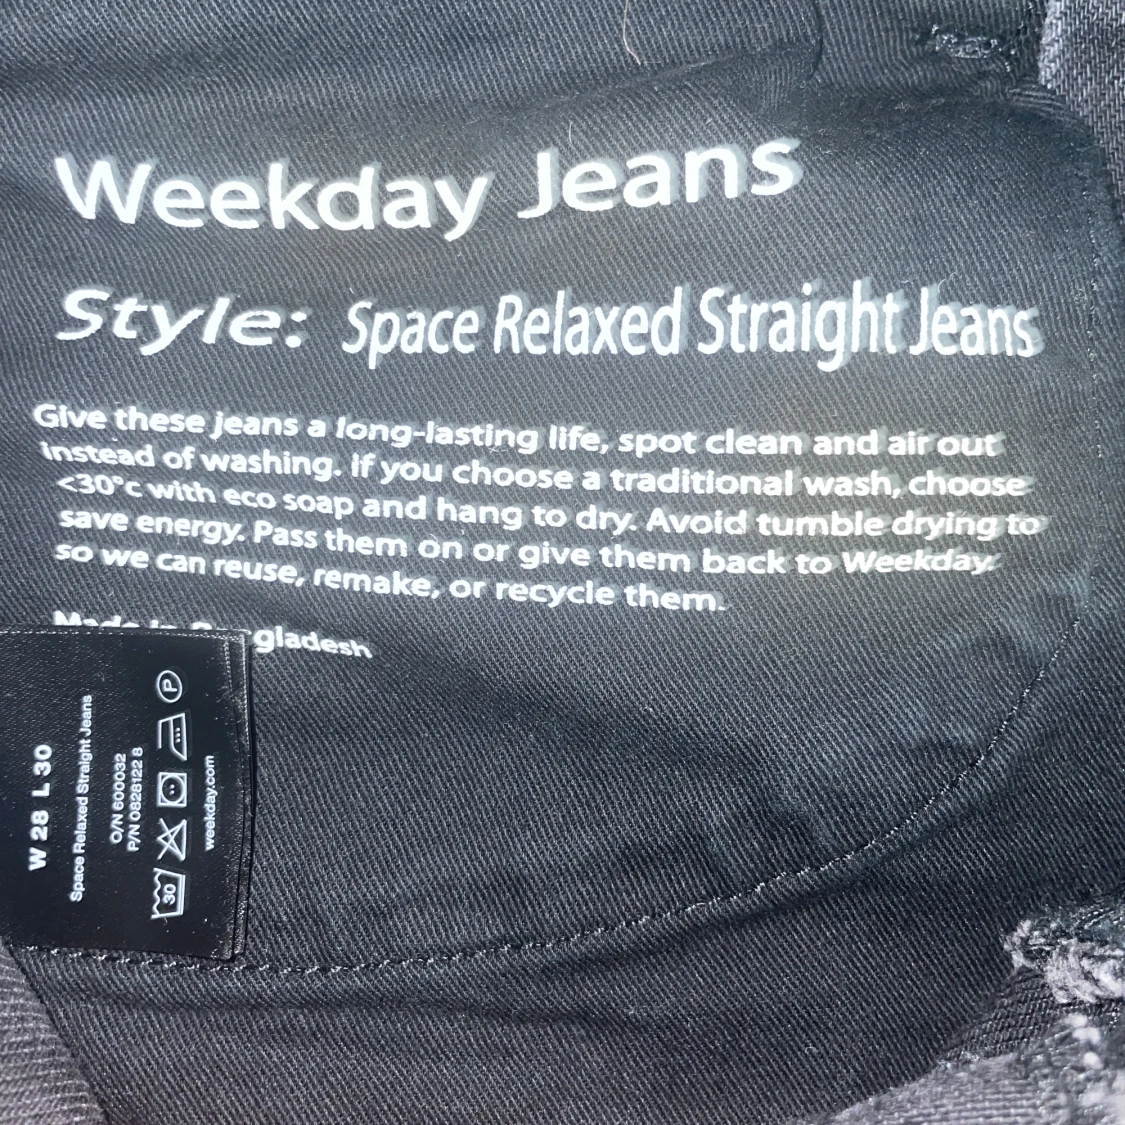 Weekday Jeans
Style: Space Relaxed Straight Jeans
Give these jeans a long-lasting life, spot clean and air out
instead of washing. If you choose a traditional wash, choose
<30°c with eco soap and hang to dry. Avoid tumble drying to
save energy. Pass them on or give them back to Weekday.
so we can reuse, remake, or recycle them.
Made in Bangladesh
W 28 L 30
Space Relaxed Straight Jeans
O/N 600032
P/N 0828122 8
30 P
weekday.com